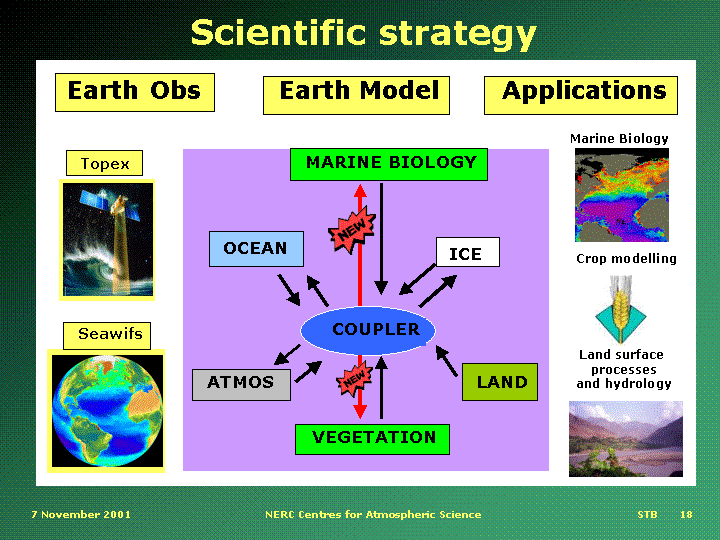 Scientific strategy
Earth Obs
Earth Model
Applications
Topex
Seawifs
MARINE BIOLOGY
NEW
OCEAN
ICE
COUPLER
ATMOS
NEW
LAND
VEGETATION
Marine Biology
Crop modelling
Land surface
processes
and hydrology
7 November 2001
NERC Centres for Atmospheric Science
STB
18